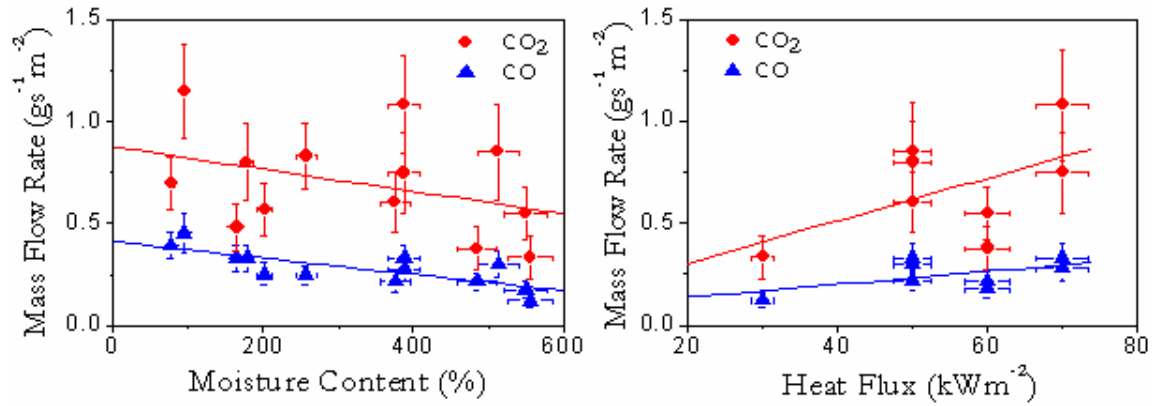 Mass Flow Rate (gs⁻¹ m⁻²)
1.5
1.0
0.5
0.0
CO₂
CO
0
200
400
600
Moisture Content (%)
Mass Flow Rate (gs⁻¹ m⁻²)
1.5
1.0
0.5
0.0
CO₂
CO
20
40
60
80
Heat Flux (kWm⁻²)